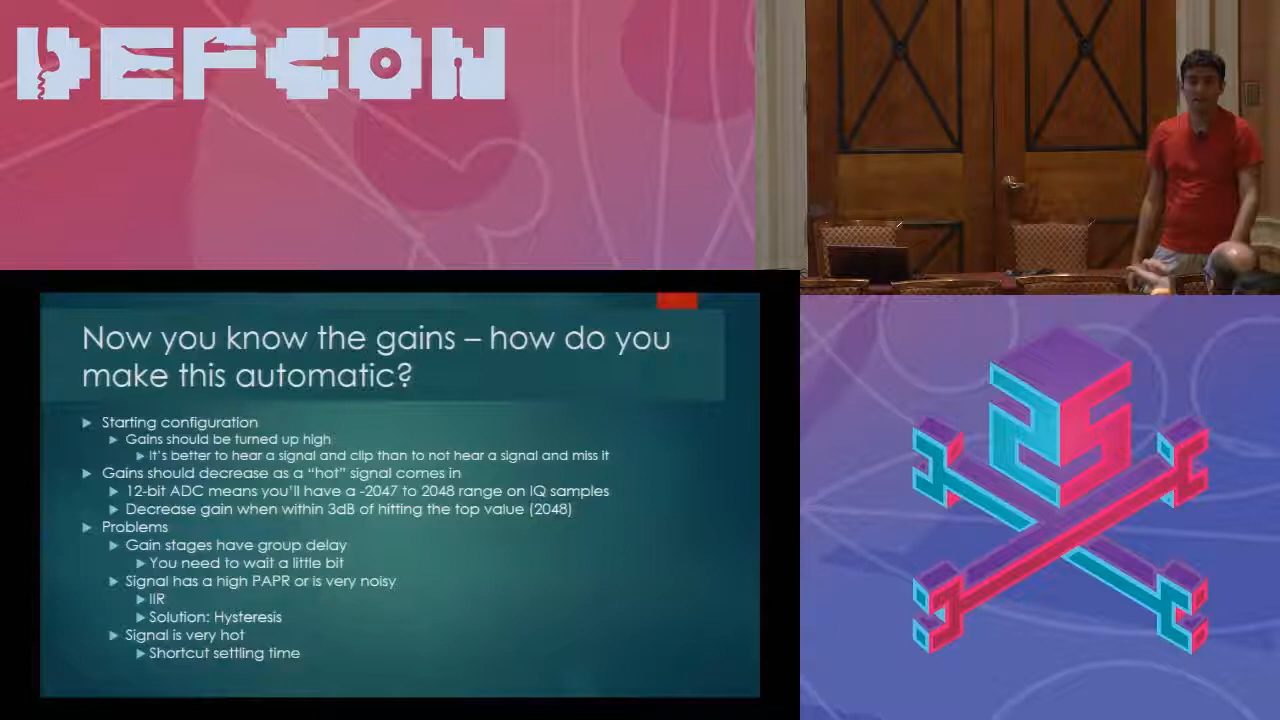 DEFCON
Now you know the gains – how do you
make this automatic?
Starting configuration
Gains should be turned up high
It's better to hear a signal and clip than to not hear a signal and miss it
Gains should decrease as a “hot” signal comes in
12-bit ADC means you'll have a -2047 to 2048 range on IQ samples
Decrease gain when within 3dB of hitting the top value (2048)
Problems
Gain stages have group delay
You need to wait a little bit
Signal has a high PAPR or is very noisy
IIR
Solution: Hysteresis
Signal is very hot
Shortcut settling time
25